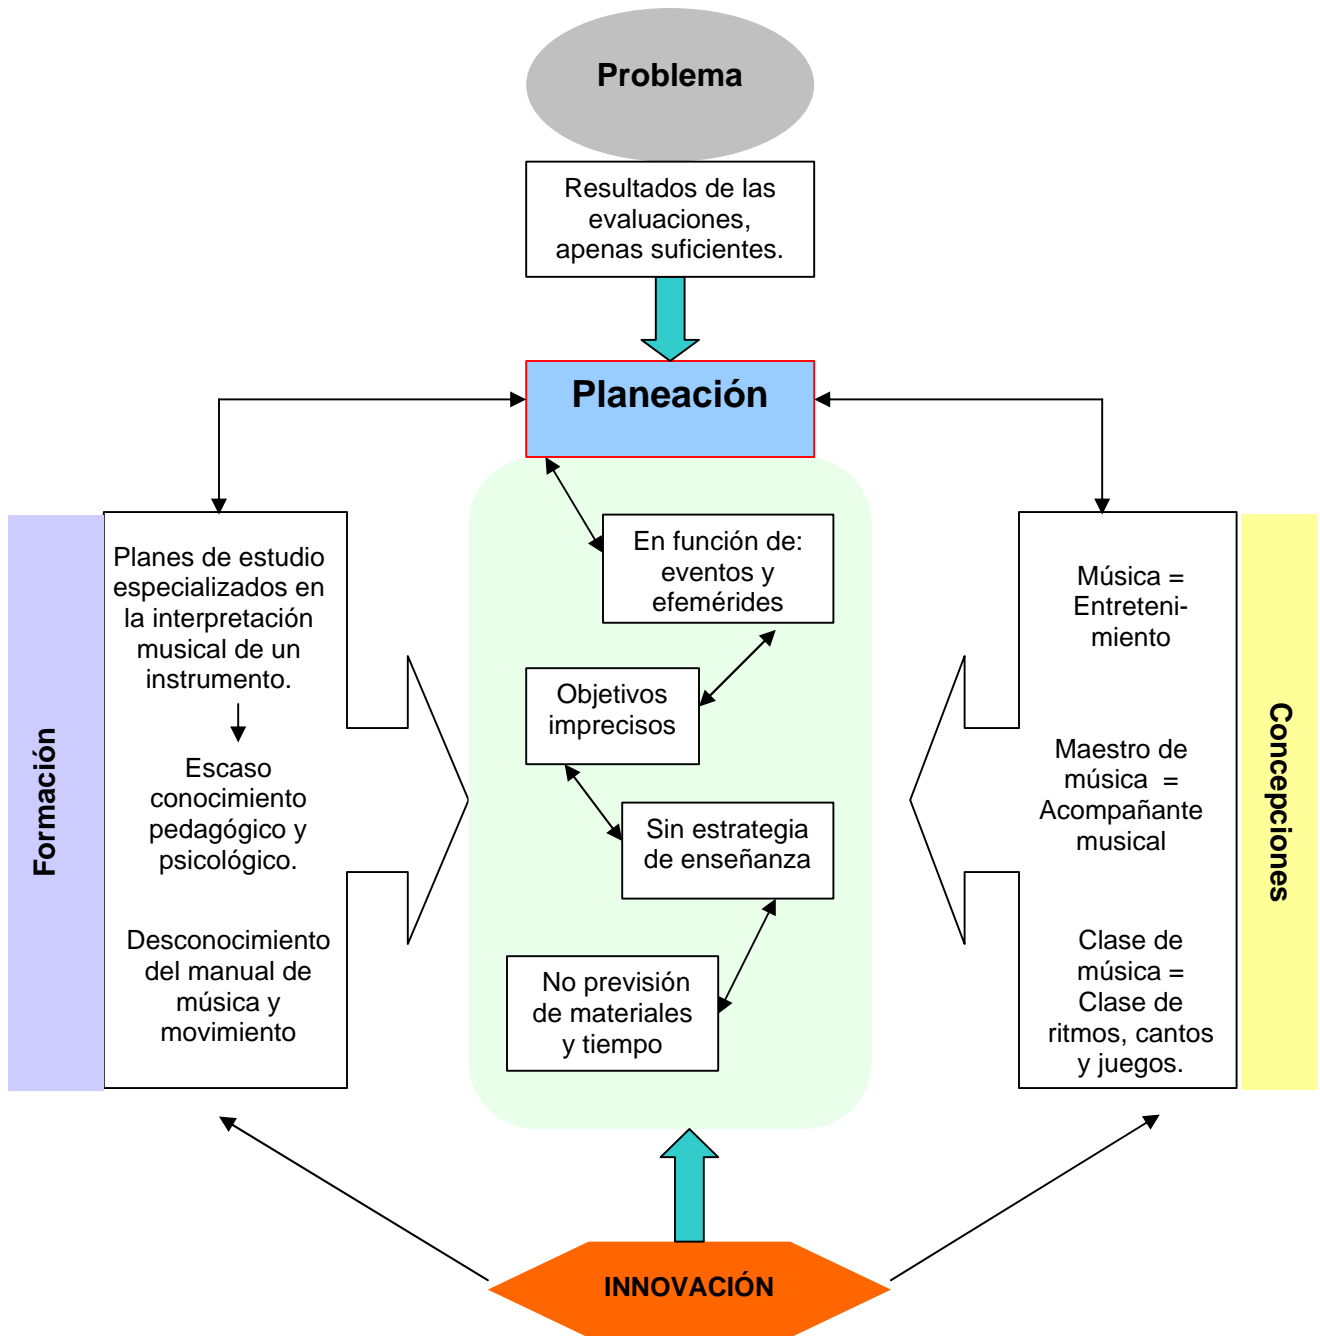 Problema
Resultados de las
evaluaciones,
apenas suficientes.
Planeación
Formación
Planes de estudio
especializados en
la interpretación
musical de un
instrumento.
Escaso
conocimiento
pedagógico y
psicológico.
Desconocimiento
del manual de
música y
movimiento
En función de:
eventos y
efemérides
Objetivos
imprecisos
Sin estrategia
de enseñanza
No previsión
de materiales
y tiempo
Música =
Entreteni-
miento
Maestro de
música =
Acompañante
musical
Clase de
música =
Clase de
ritmos, cantos
y juegos.
Concepciones
INNOVACIÓN